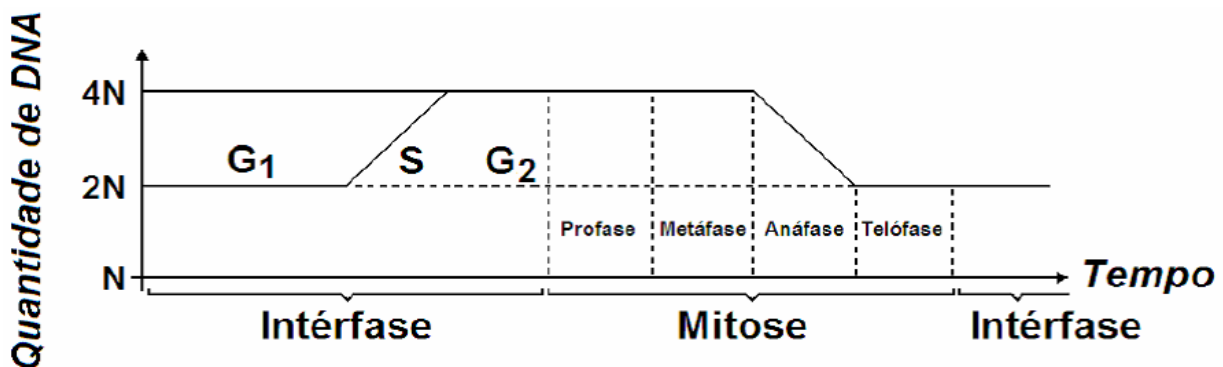 Quantidade de DNA
4N
G1 S G2
2N
Profase Metáfase Anáfase Telófase
N
Tempo
Intérfase Mitose Intérfase